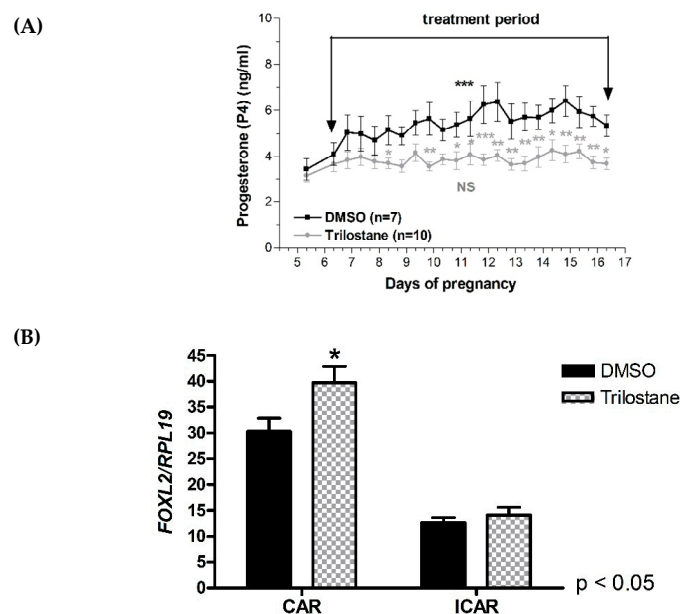 (A)
treatment period
Progesterone (P4) (ng/ml)
10
8
6
4
2
0
***
* ** * * *** ** ** ** ** * ** ** ** *
NS
DMSO (n=7)
Trilostane (n=10)
5 6 7 8 9 10 11 12 13 14 15 16 17
Days of pregnancy
(B)
FOXL2/RPL19
45
40
35
30
25
20
15
10
5
0
*
DMSO
Trilostane
CAR ICAR
p < 0.05